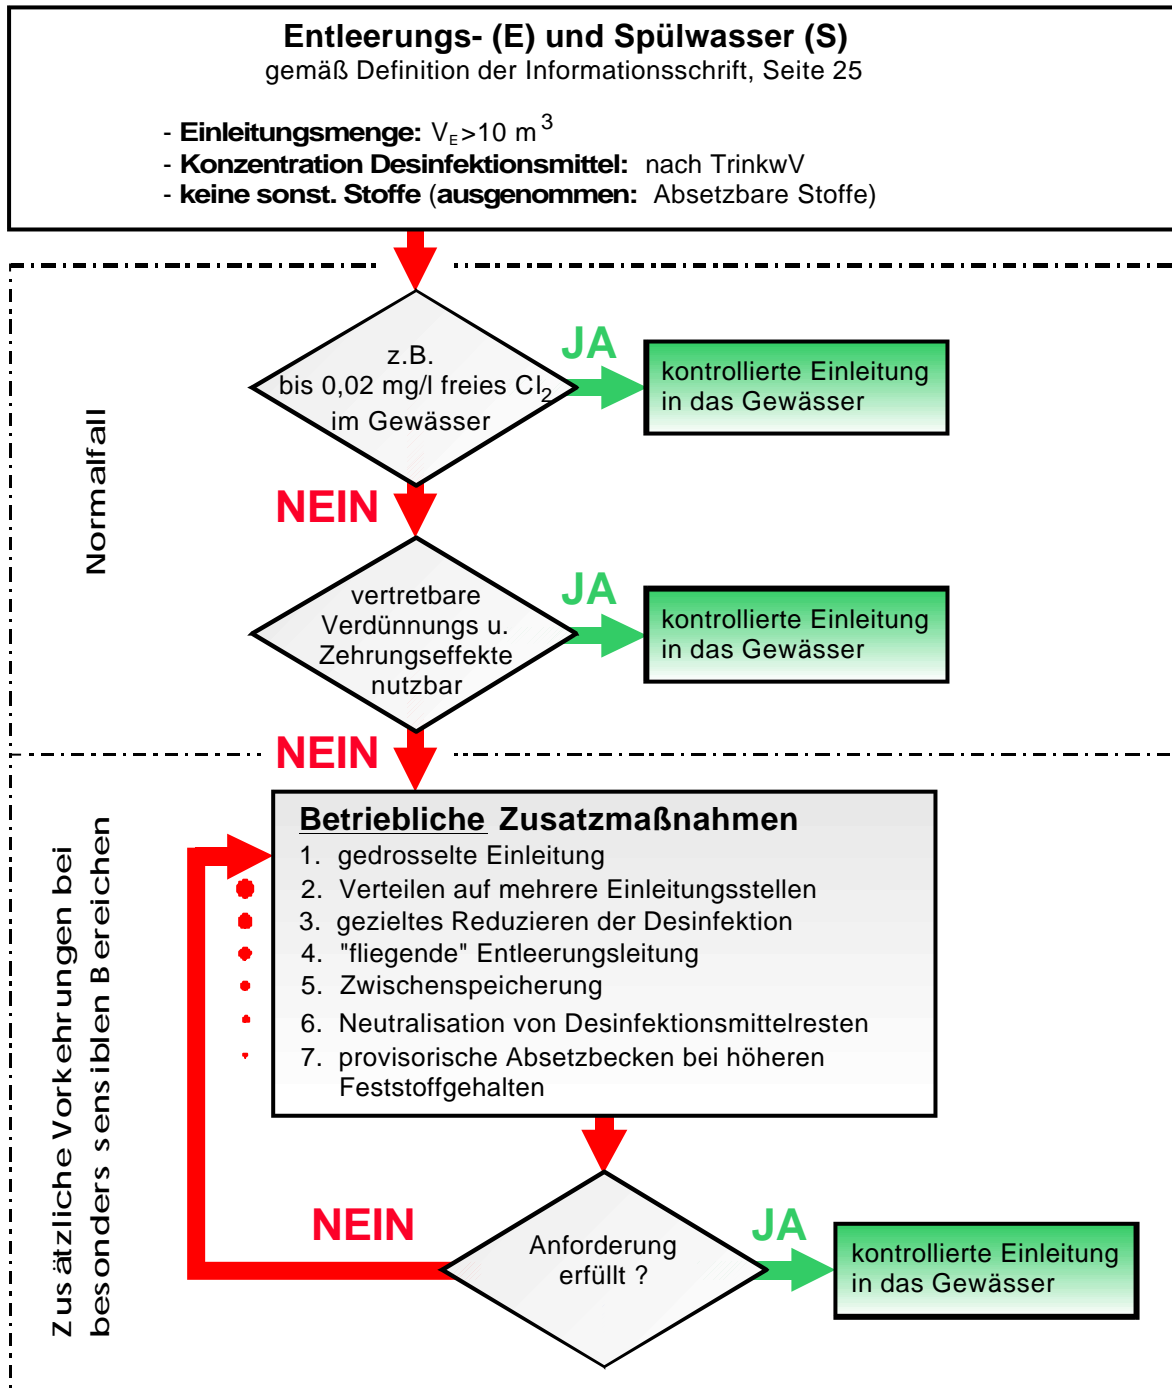 Entleerungs- (E) und Spülwasser (S)
gemäß Definition der Informationsschrift, Seite 25
- Einleitungsmenge: V_E>10 m³
- Konzentration Desinfektionsmittel: nach TrinkwV
- keine sonst. Stoffe (ausgenommen: Absetzbare Stoffe)
Normalfall
z.B.
bis 0,02 mg/l freies Cl₂
im Gewässer
JA
kontrollierte Einleitung
in das Gewässer
NEIN
vertretbare
Verdünnungs u.
Zehrungseffekte
nutzbar
JA
kontrollierte Einleitung
in das Gewässer
NEIN
Zusätzliche Vorkehrungen bei
besonders sensiblen Bereichen
Betriebliche Zusatzmaßnahmen
1. gedrosselte Einleitung
2. Verteilen auf mehrere Einleitungsstellen
3. gezieltes Reduzieren der Desinfektion
4. "fliegende" Entleerungsleitung
5. Zwischenspeicherung
6. Neutralisation von Desinfektionsmittelresten
7. provisorische Absetzbecken bei höheren
Feststoffgehalten
NEIN
Anforderung
erfüllt ?
JA
kontrollierte Einleitung
in das Gewässer